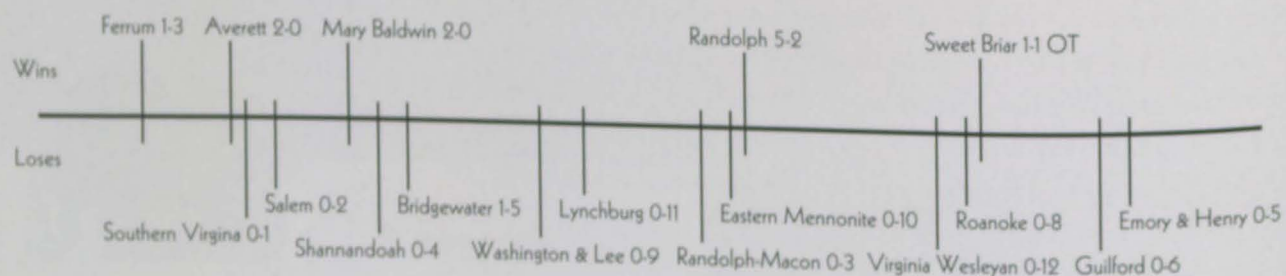 Ferrum 1-3
Averett 2-0
Mary Baldwin 2-0
Randolph 5-2
Sweet Briar 1-1 OT
Wins
Loses
Salem 0-2
Bridgewater 1-5
Lynchburg 0-11
Eastern Mennonite 0-10
Roanoke 0-8
Emory & Henry 0-5
Southern Virgina 0-1
Shannandoah 0-4
Washington & Lee 0-9
Randolph-Macon 0-3
Virginia Wesleyan 0-12
Guilford 0-6